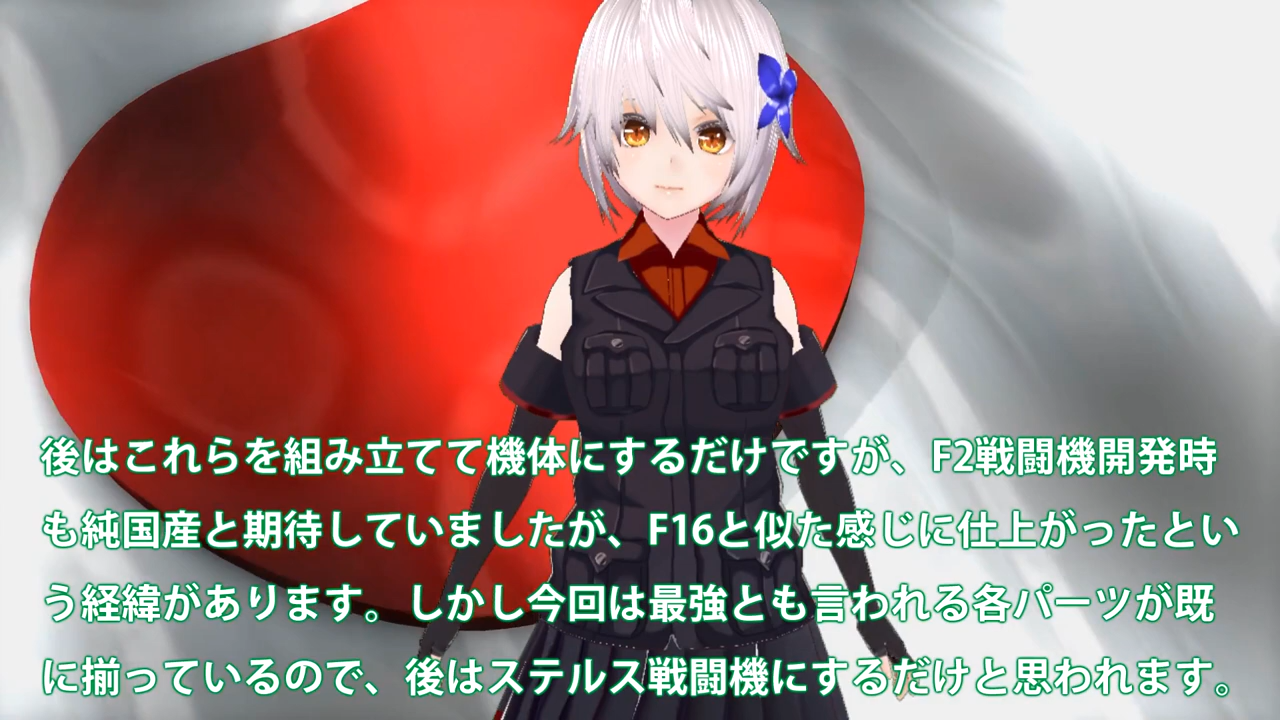 後はこれらを組み立てて機体にするだけですが、F2戦闘機開発時
も純国産と期待していましたが、F16と似た感じに仕上がったとい
う経緯があります。しかし今回は最強とも言われる各パーツが既
に揃っているので、後はステルス戦闘機にするだけと思われます。